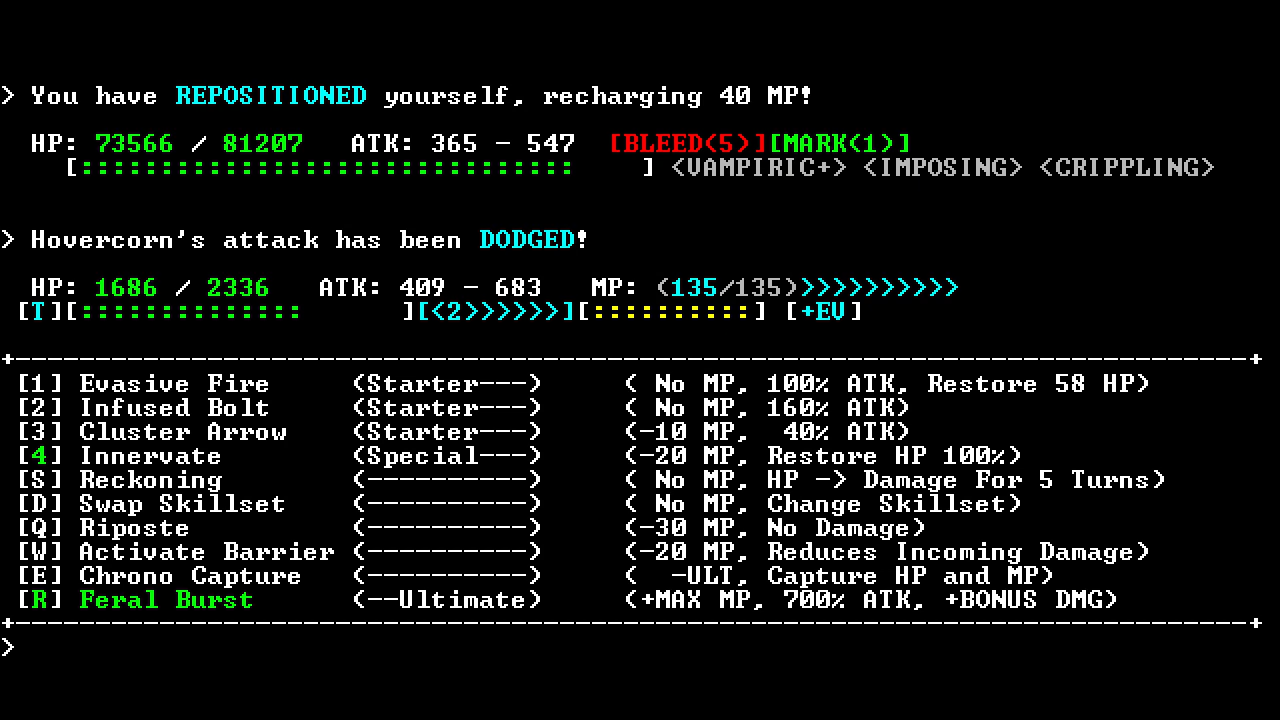 > You have REPOSITIONED yourself, recharging 40 MP!
HP: 73566 / 81207   ATK: 365 - 547  [BLEED(5)][MARK(1)]
[:::::::::::::::::::::::::::::::    ] <VAMPIRIC+> <IMPOSING> <CRIPPLING>
> Hovercorn's attack has been DODGED!
HP: 1686 / 2336   ATK: 409 - 683   MP: (135/135)>>>>>>>>>>
[T][::::::::::::::      ][<2>>>>>>][::::::::::] [+EV]
+------------------------------------------------------------------------------+
[1] Evasive Fire     (Starter---)     ( No MP, 100% ATK, Restore 58 HP)
[2] Infused Bolt     (Starter---)     ( No MP, 160% ATK)
[3] Cluster Arrow    (Starter---)     (-10 MP,  40% ATK)
[4] Innervate        (Special---)     (-20 MP, Restore HP 100%)
[S] Reckoning        (----------)     ( No MP, HP -> Damage For 5 Turns)
[D] Swap Skillset    (----------)     ( No MP, Change Skillset)
[Q] Riposte          (----------)     (-30 MP, No Damage)
[W] Activate Barrier (----------)     (-20 MP, Reduces Incoming Damage)
[E] Chrono Capture   (----------)     (  -ULT, Capture HP and MP)
[R] Feral Burst      (--Ultimate)     (+MAX MP, 700% ATK, +BONUS DMG)
+------------------------------------------------------------------------------+
>